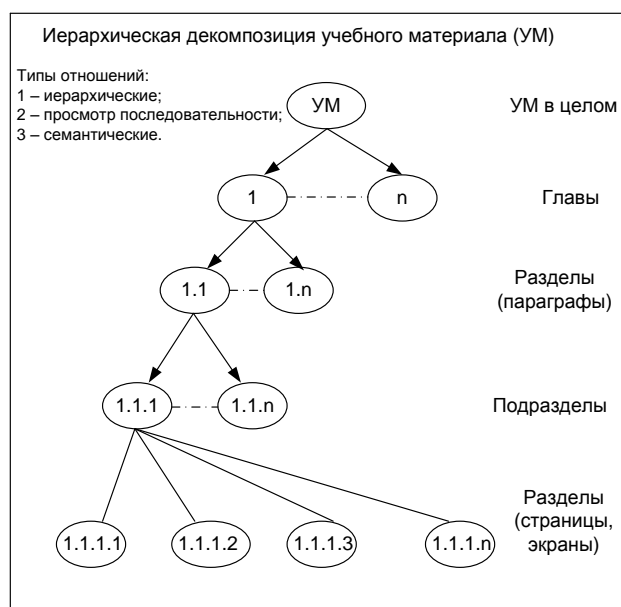 Иерархическая декомпозиция учебного материала (УМ)
Типы отношений:
1 – иерархические;
2 – просмотр последовательности;
3 – семантические.
УМ
УМ в целом
1
n
Главы
1.1
1.n
Разделы
(параграфы)
1.1.1
1.1.n
Подразделы
1.1.1.1
1.1.1.2
1.1.1.3
1.1.1.n
Разделы
(страницы,
экраны)